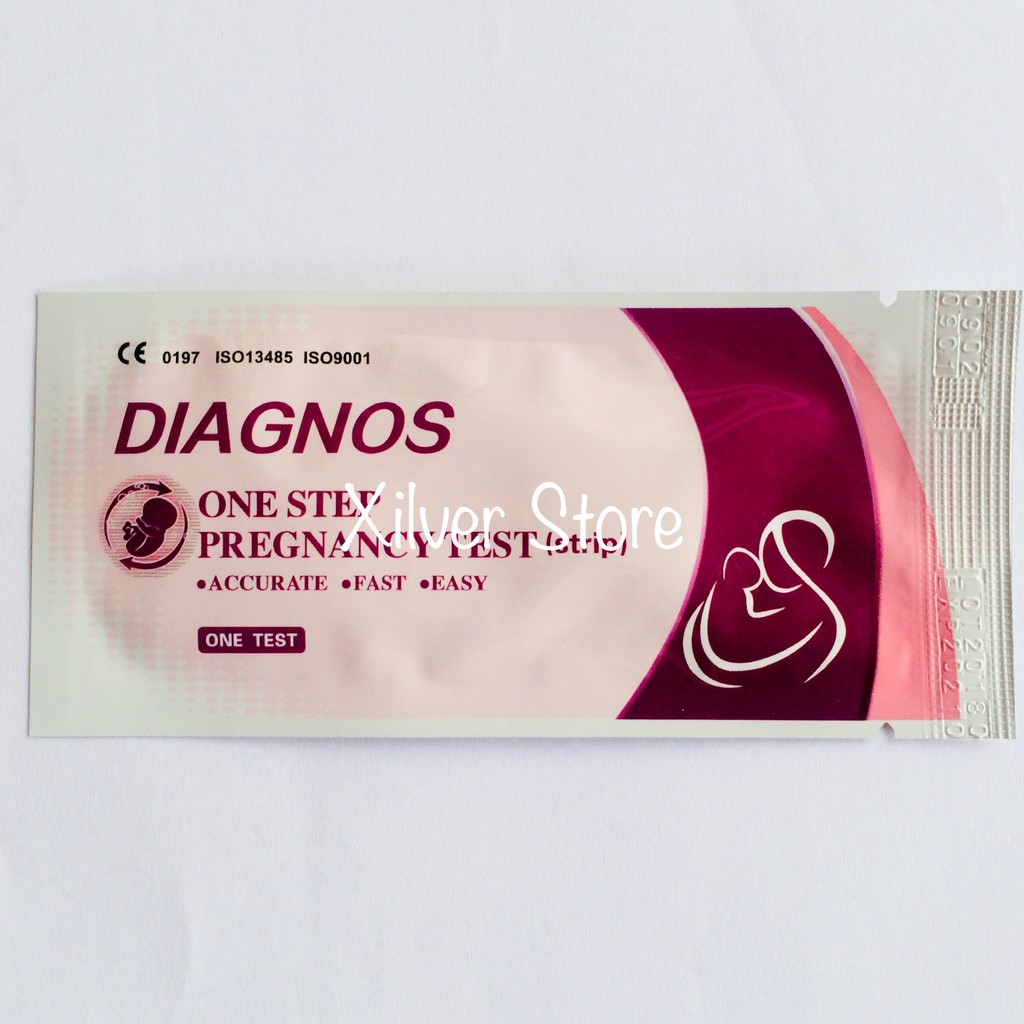 CE 0197 ISO13485 ISO9001
DIAGNOS
ONE STEP
PREGNANCY TEST (strip)
•ACCURATE •FAST •EASY
ONE TEST
Xilver Store